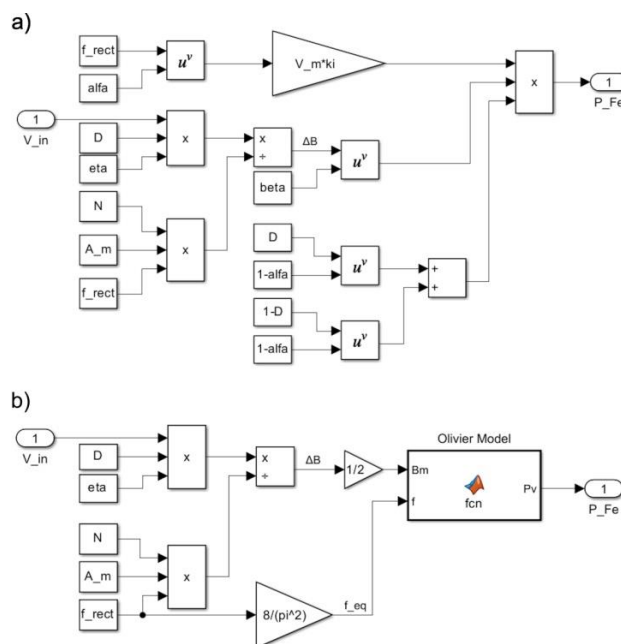 a)
f_rect
alfa
u^v
V_m*ki
x
1
P_Fe
1
V_in
D
eta
x
x
÷
ΔB
beta
u^v
N
A_m
f_rect
x
D
1-alfa
u^v
+
+
1-D
1-alfa
u^v
b)
1
V_in
D
eta
x
x
÷
ΔB
1/2
Olivier Model
Bm
f
fcn
Pv
1
P_Fe
N
A_m
f_rect
x
8/(pi^2)
f_eq